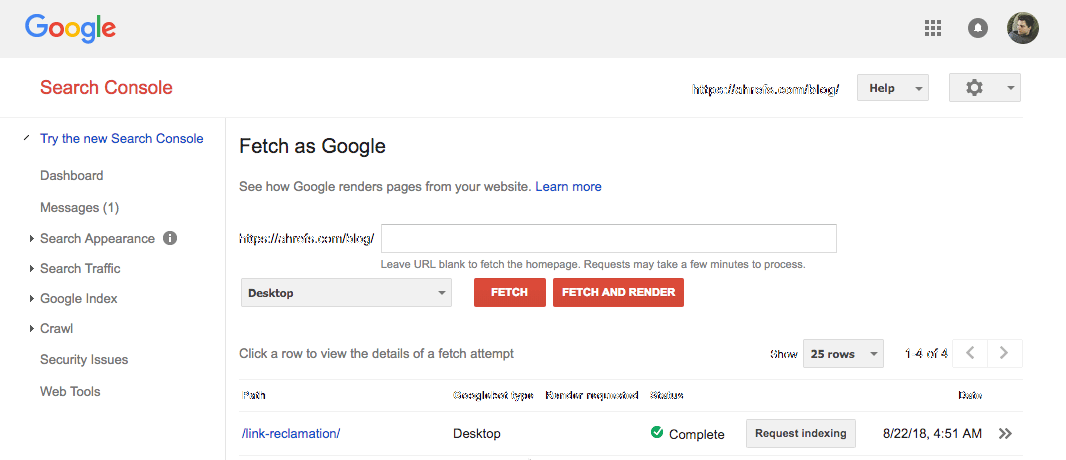 Google
Search Console
https://ahrefs.com/blog/
Help
Try the new Search Console
Dashboard
Messages (1)
Search Appearance
Search Traffic
Google Index
Crawl
Security Issues
Web Tools
Fetch as Google
See how Google renders pages from your website. Learn more
https://ahrefs.com/blog/
Leave URL blank to fetch the homepage. Requests may take a few minutes to process.
Desktop FETCH FETCH AND RENDER
Click a row to view the details of a fetch attempt Show 25 rows 1-4 of 4
Path Googlebot type Render requested Status Date
/link-reclamation/ Desktop Complete Request indexing 8/22/18, 4:51 AM